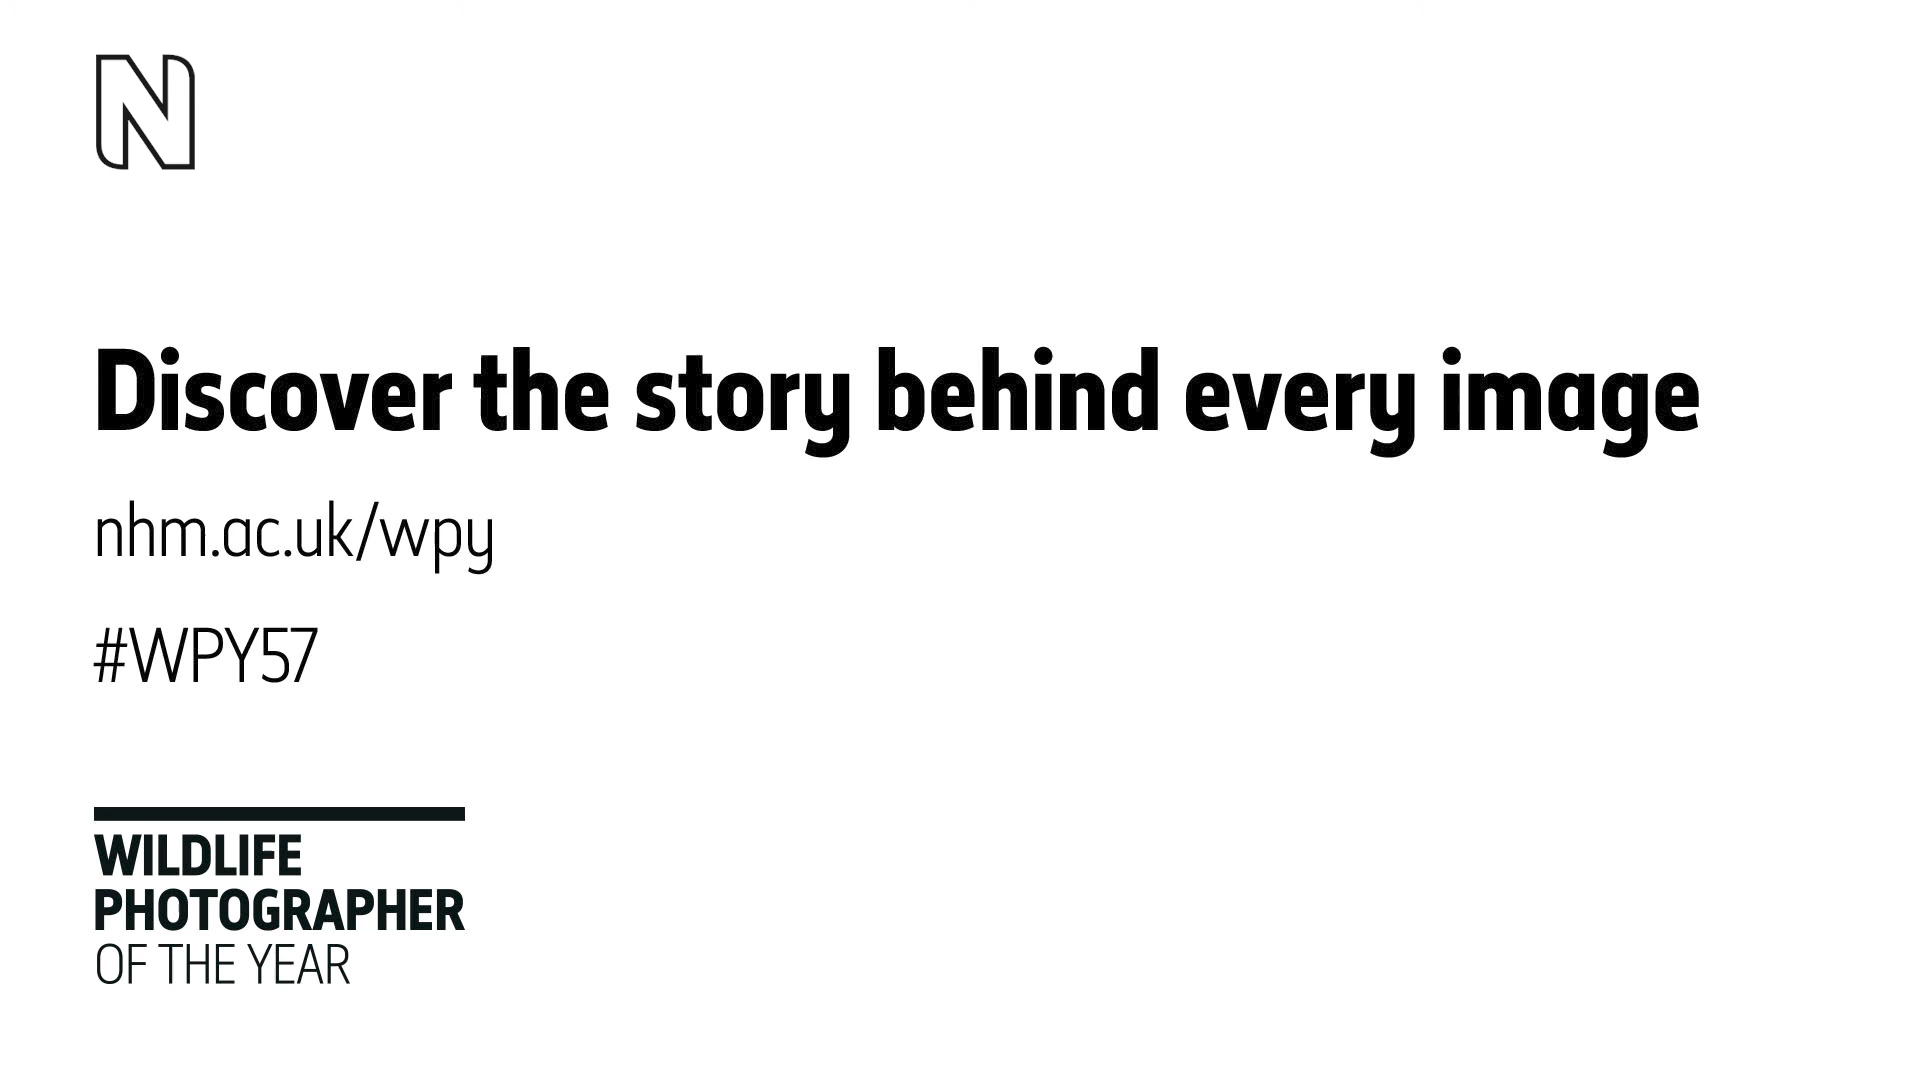 N
Discover the story behind every image
nhm.ac.uk/wpy
#WPY57
WILDLIFE
PHOTOGRAPHER
OF THE YEAR